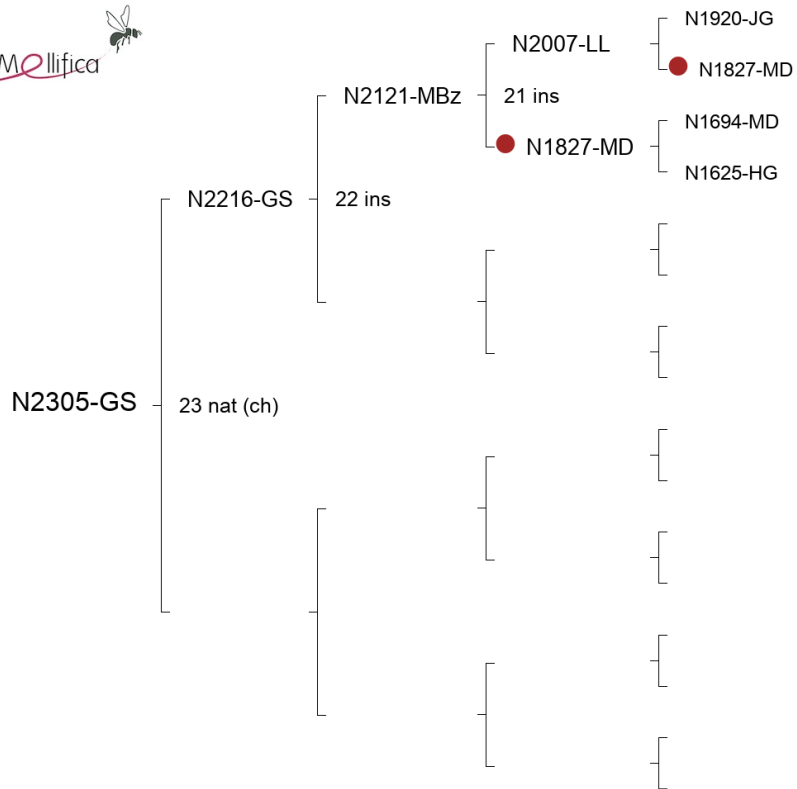 Mellifica
N1920-JG
N2007-LL
N1827-MD
N2121-MBz
21 ins
N1694-MD
N1827-MD
N1625-HG
N2216-GS
22 ins
N2305-GS
23 nat (ch)